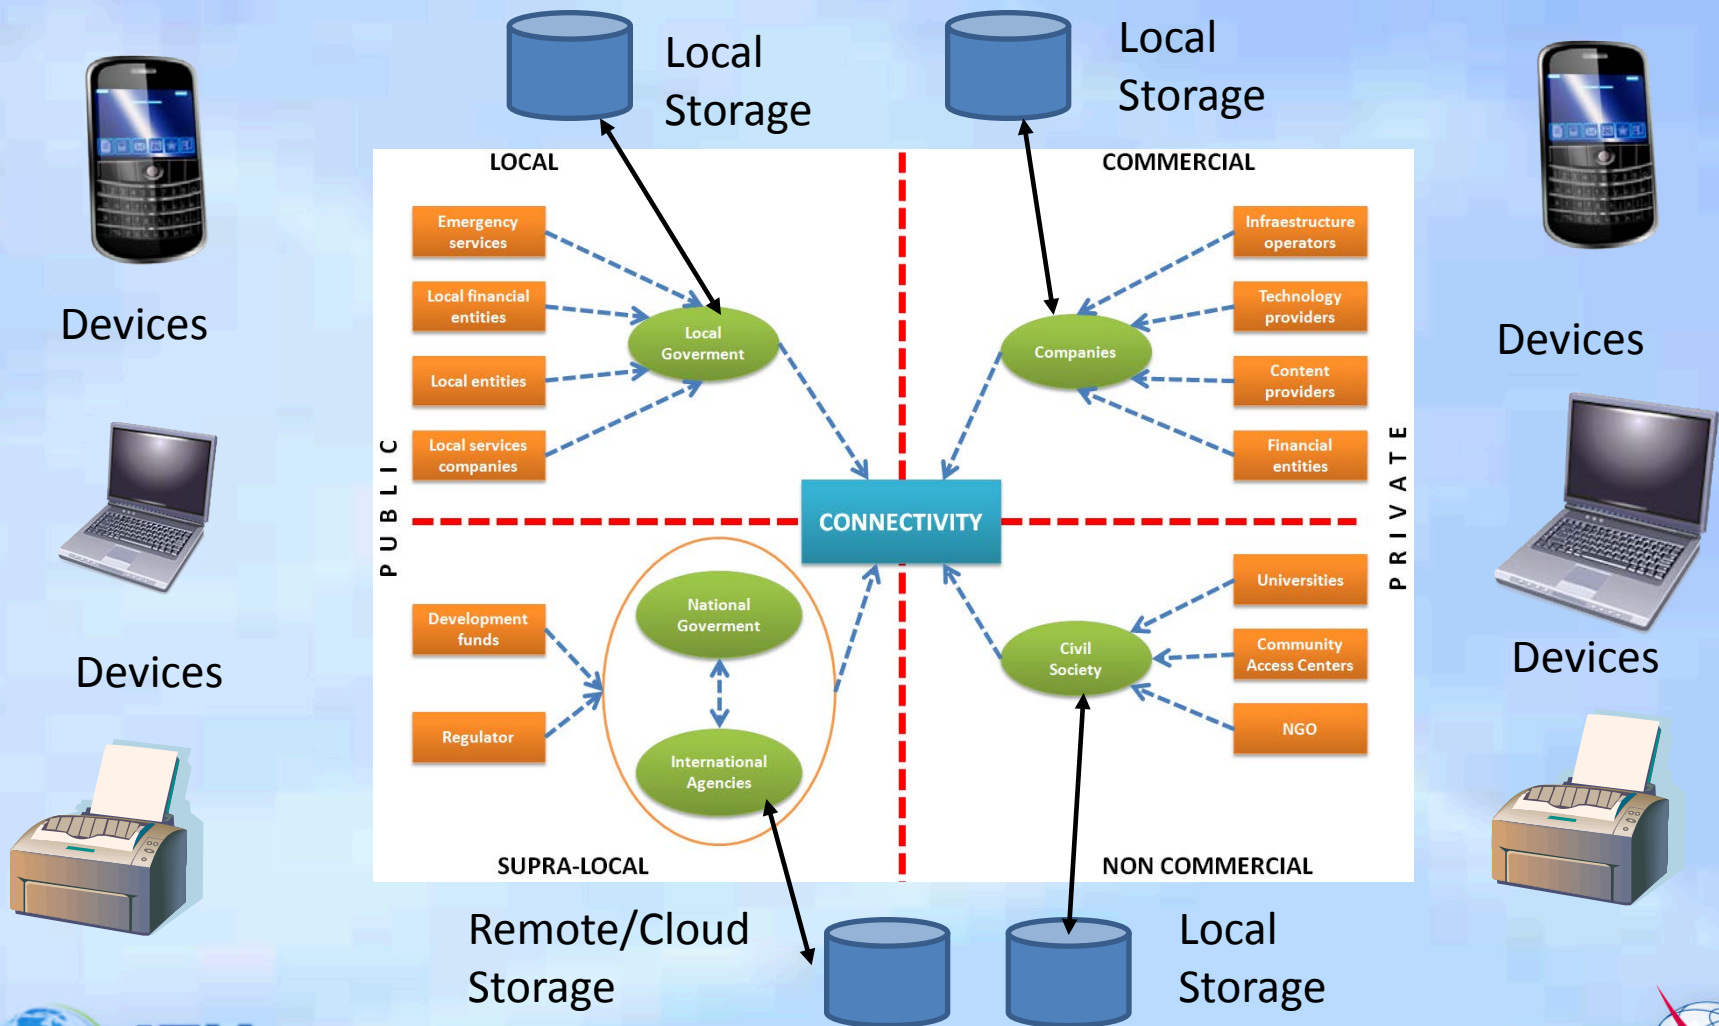 Local
Storage
Local
Storage
LOCAL
COMMERCIAL
Emergency
services
Local financial
entities
Local entities
Local services
companies
Local
Goverment
Infraestructure
operators
Technology
providers
Content
providers
Financial
entities
Companies
Devices
Devices
PUBLIC
PRIVATE
CONNECTIVITY
Development
funds
Regulator
National
Goverment
International
Agencies
Civil
Society
Universities
Community
Access Centers
NGO
Devices
Devices
SUPRA-LOCAL
NON COMMERCIAL
Remote/Cloud
Storage
Local
Storage